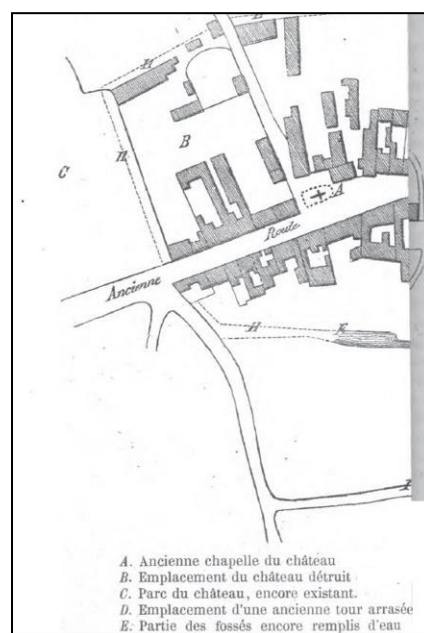 E
H
H
B
C
A
Ancienne Route
H E
A. Ancienne chapelle du château
B. Emplacement du château détruit
C. Parc du château, encore existant.
D. Emplacement d'une ancienne tour arrasée
E. Partie des fossés encore remplis d'eau